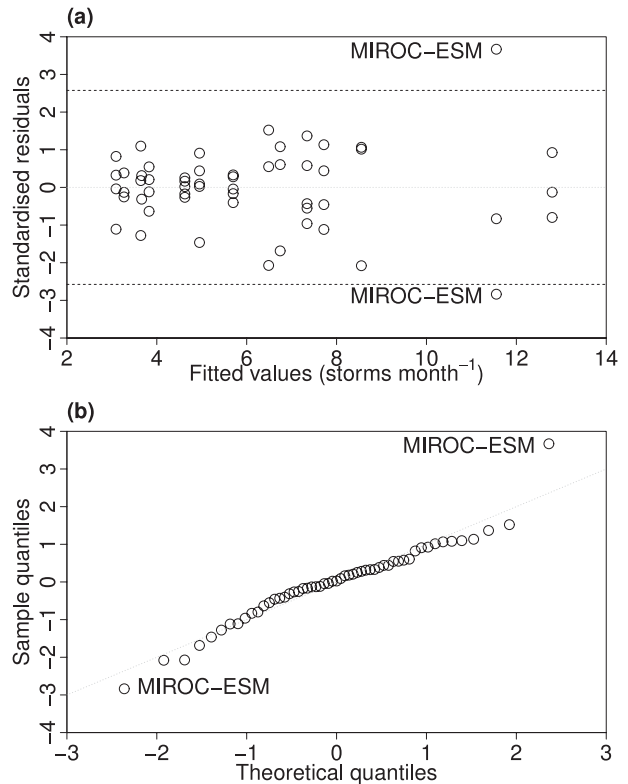 (a)
Standardised residuals
4
3
2
1
0
−1
−2
−3
−4
MIROC−ESM
MIROC−ESM
2 4 6 8 10 12 14
Fitted values (storms month⁻¹)
(b)
Sample quantiles
4
3
2
1
0
−1
−2
−3
−4
MIROC−ESM
MIROC−ESM
−3 −2 −1 0 1 2 3
Theoretical quantiles